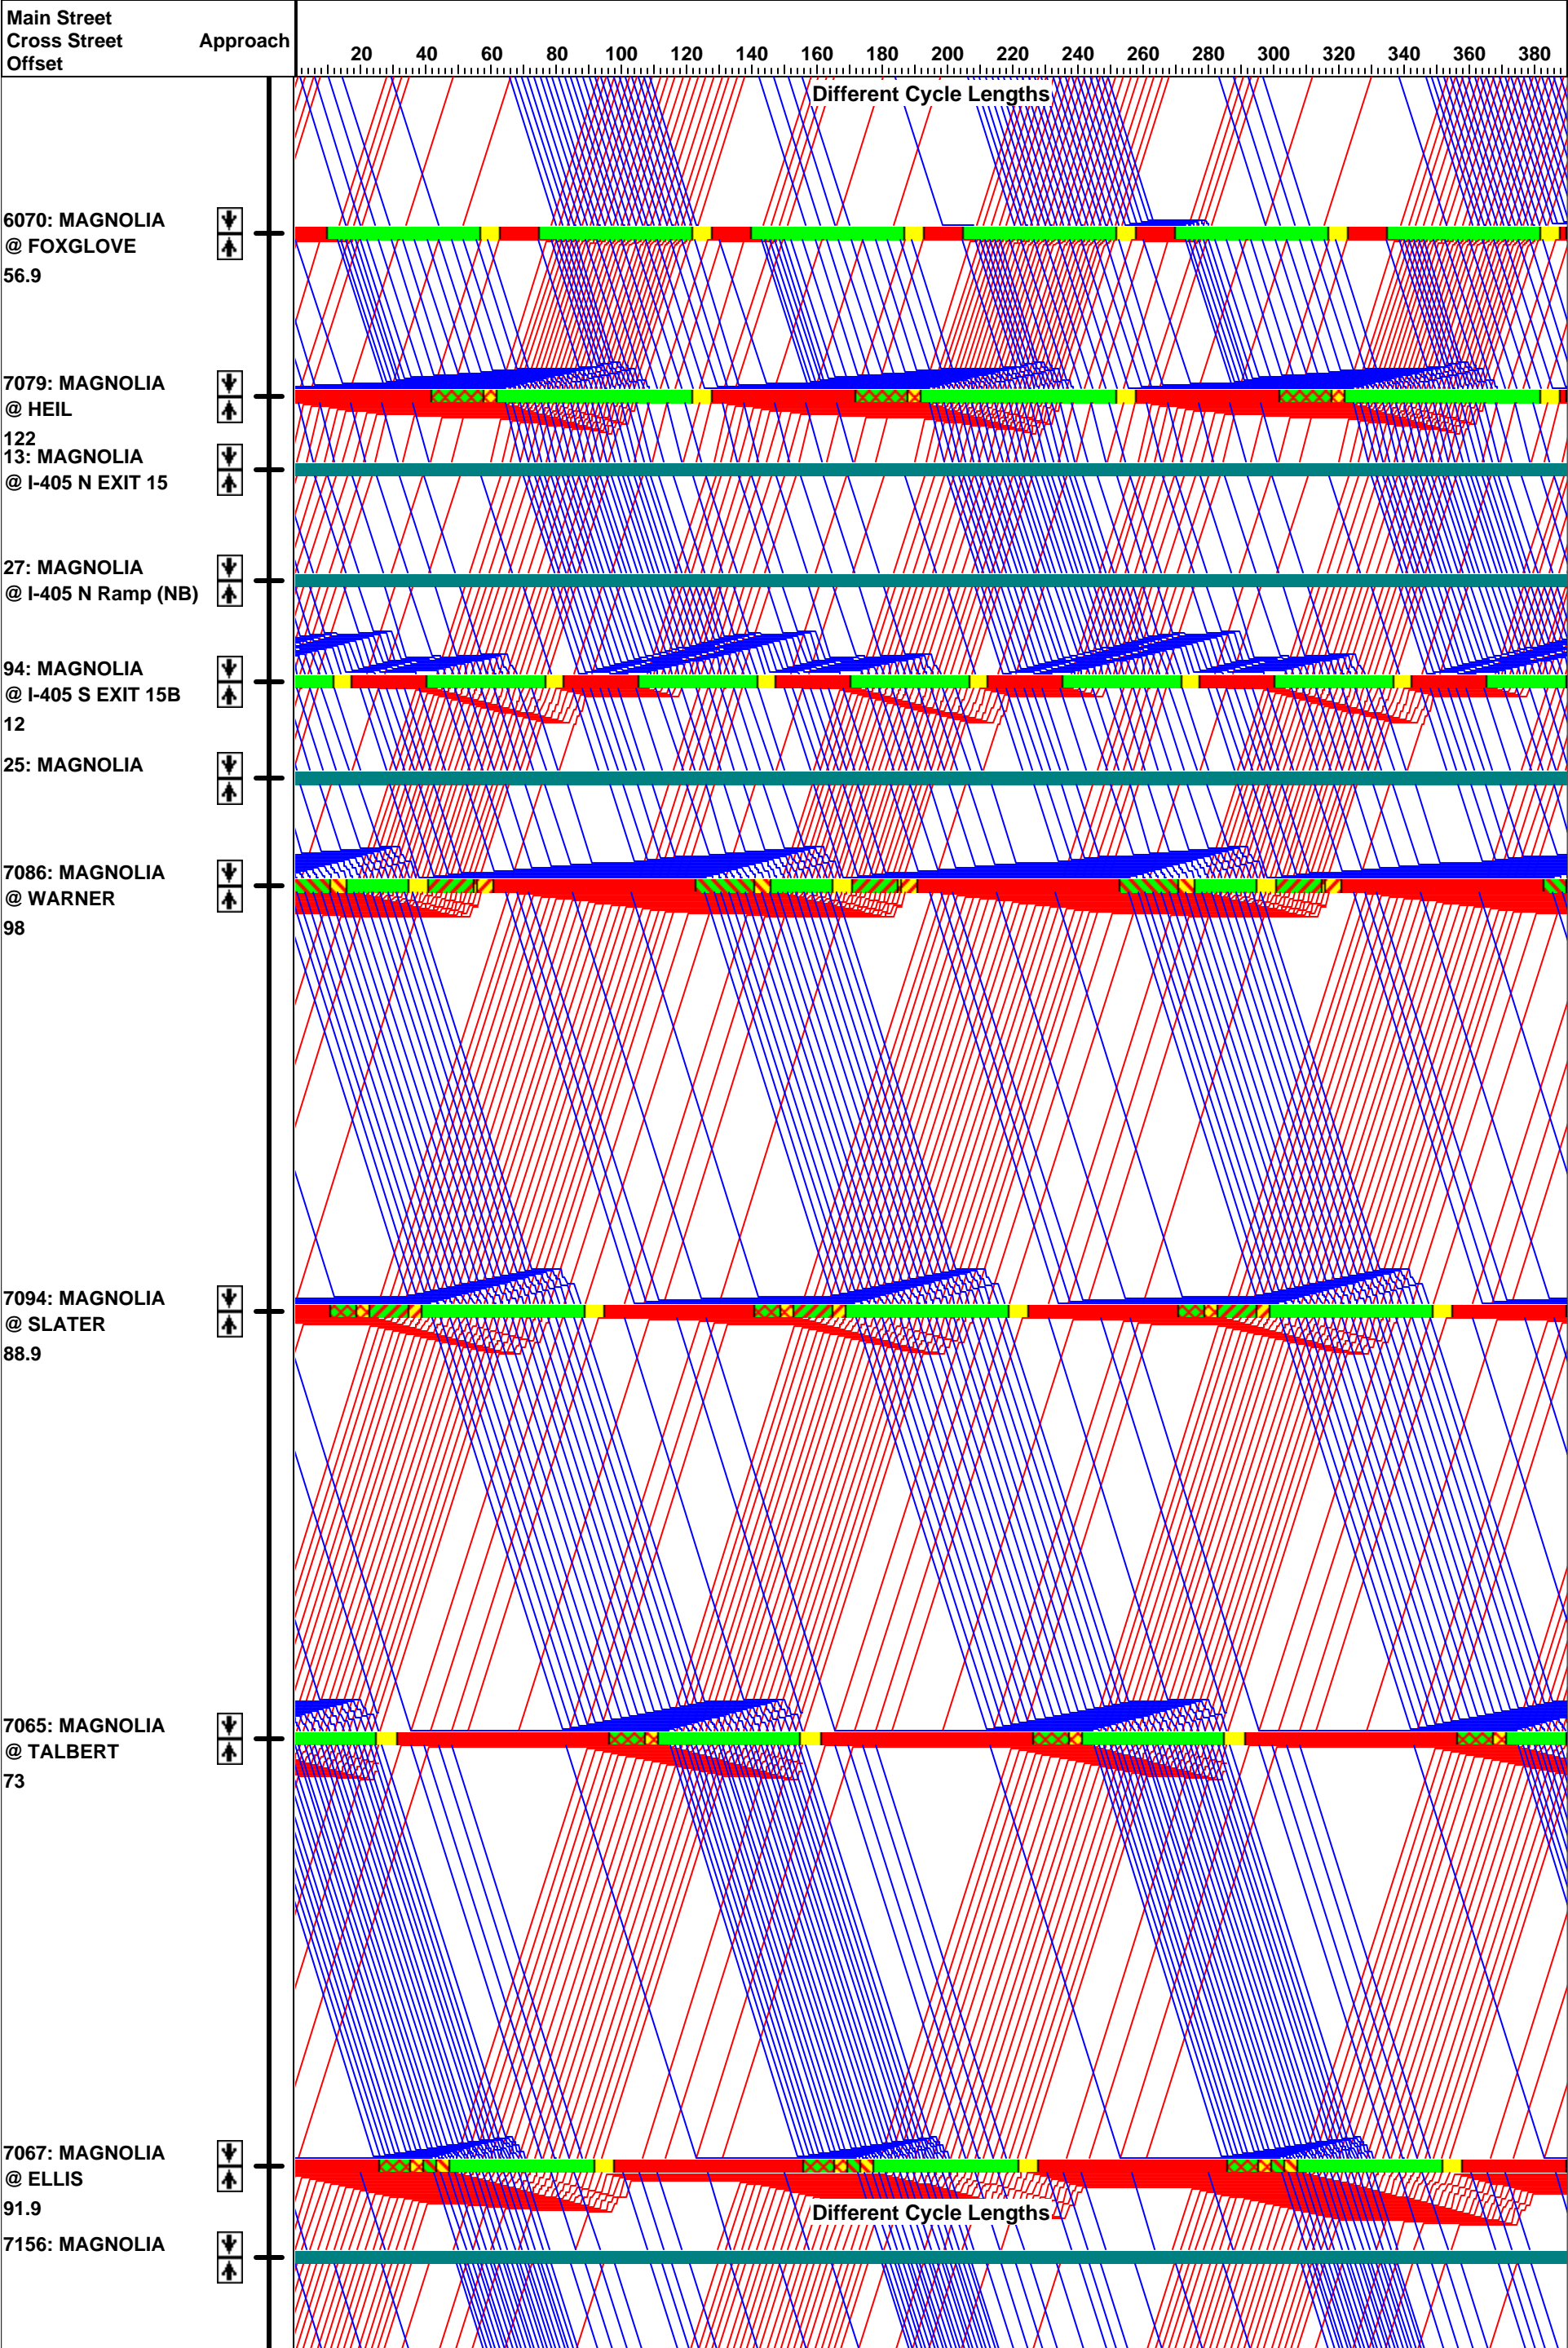 Main Street
Cross Street Approach
Offset
20 40 60 80 100 120 140 160 180 200 220 240 260 280 300 320 340 360 380
Different Cycle Lengths
6070: MAGNOLIA
@ FOXGLOVE
56.9
7079: MAGNOLIA
@ HEIL
122
13: MAGNOLIA
@ I-405 N EXIT 15
27: MAGNOLIA
@ I-405 N Ramp (NB)
94: MAGNOLIA
@ I-405 S EXIT 15B
12
25: MAGNOLIA
7086: MAGNOLIA
@ WARNER
98
7094: MAGNOLIA
@ SLATER
88.9
7065: MAGNOLIA
@ TALBERT
73
7067: MAGNOLIA
@ ELLIS
91.9
Different Cycle Lengths
7156: MAGNOLIA